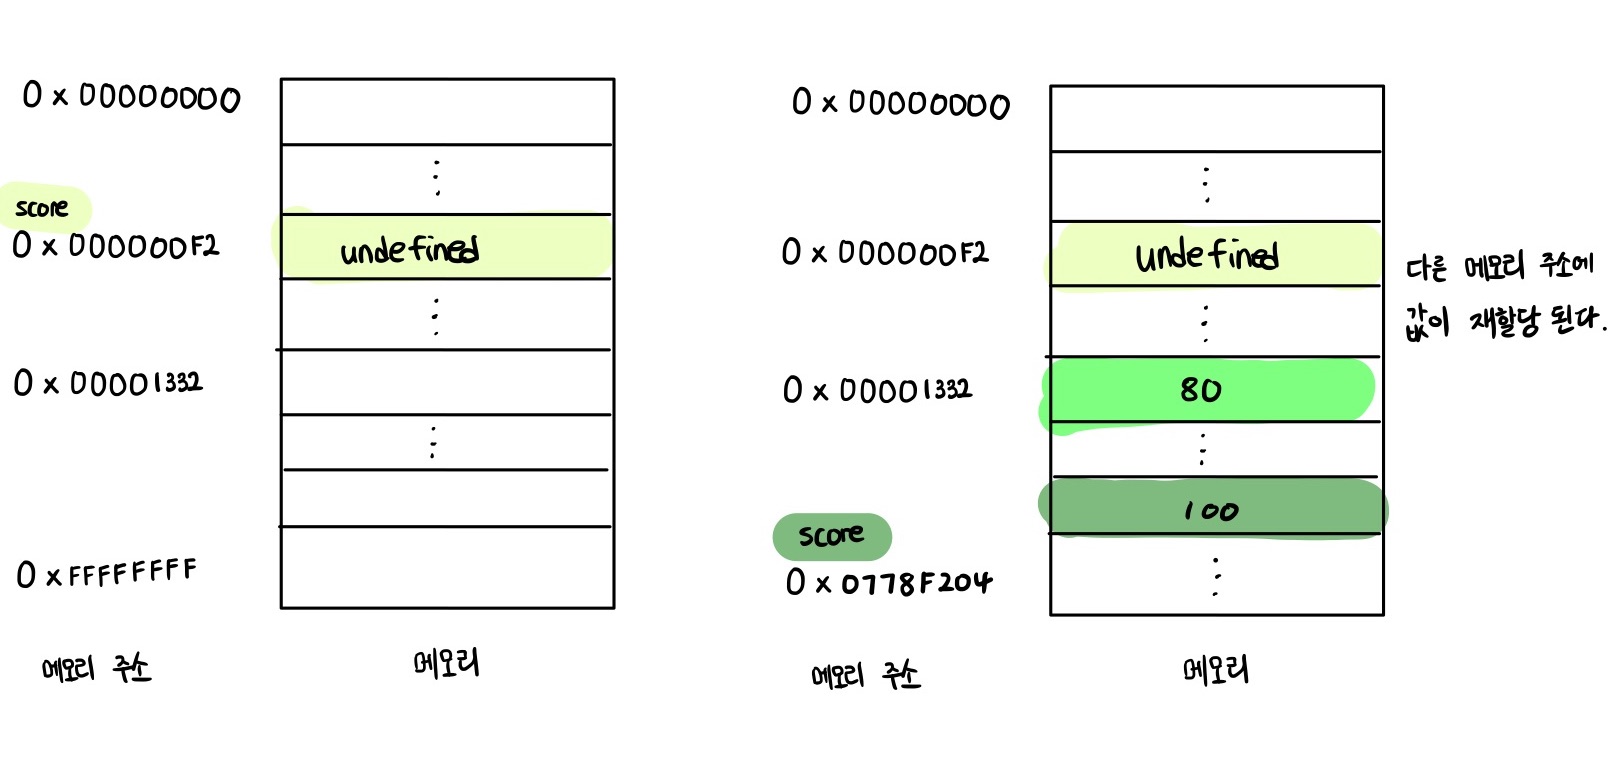 0 x 00000000
score
0 x 000000F2
undefined
0 x 00001332
0 x FFFFFFFF
메모리 주소
메모리
0 x 00000000
0 x 000000F2
undefined
다른 메모리 주소에
값이 재할당 된다.
0 x 00001332
80
100
score
0 x 0778F204
메모리 주소
메모리